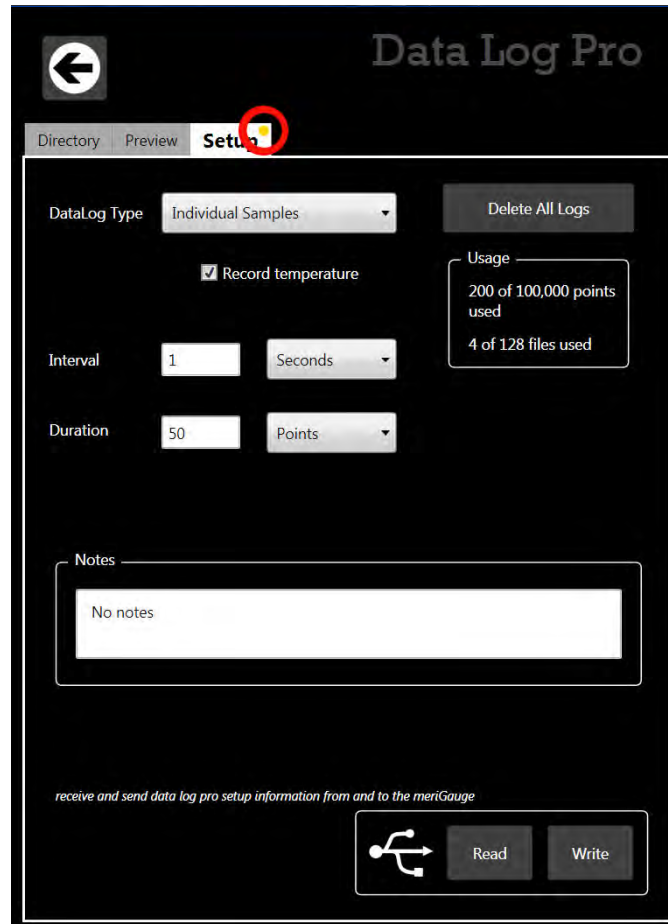 Data Log Pro
Directory Preview Setup
DataLog Type Individual Samples Delete All Logs
Record temperature
Usage
200 of 100,000 points
used
4 of 128 files used
Interval 1 Seconds
Duration 50 Points
Notes
No notes
receive and send data log pro setup information from and to the meriGauge
Read Write